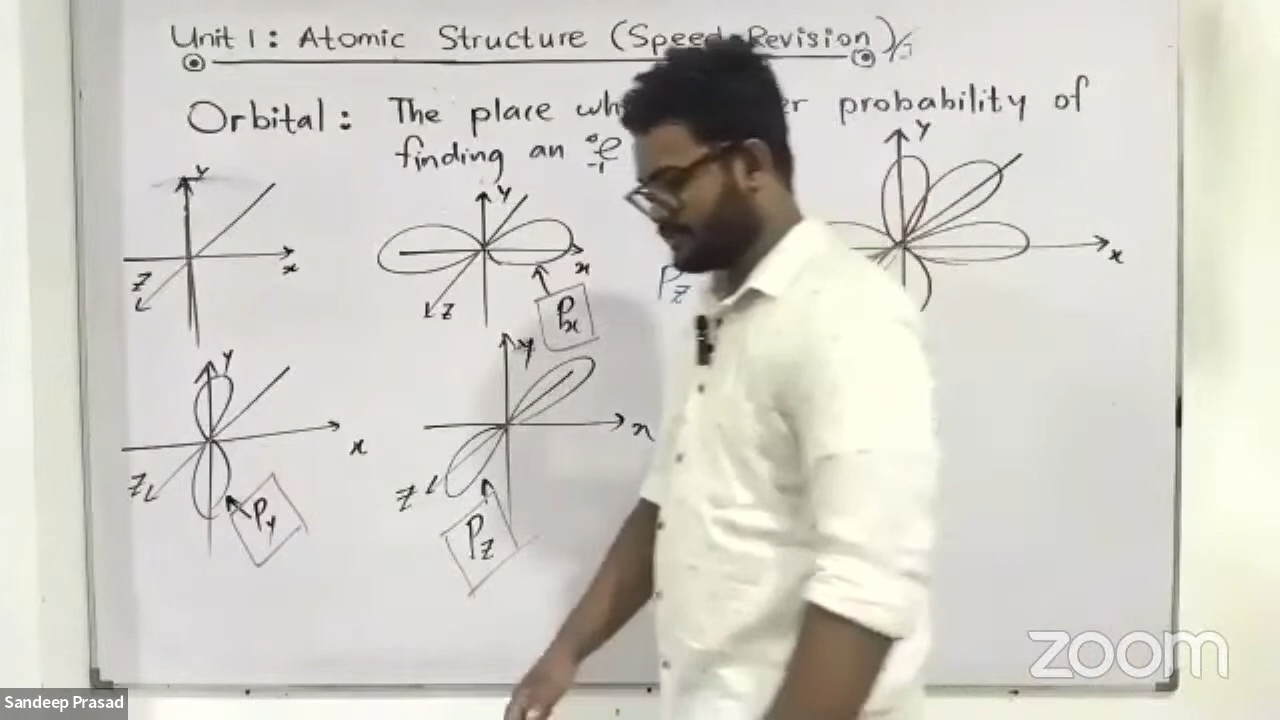 Unit 1: Atomic Structure (Speed Revision)
Orbital: The place probability of
finding an
Y
x
Z
Y
x
Z
Px
Y
x
Z
Py
Y
x
Z
Pz
Pz
Y
x
zoom
Sandeep Prasad